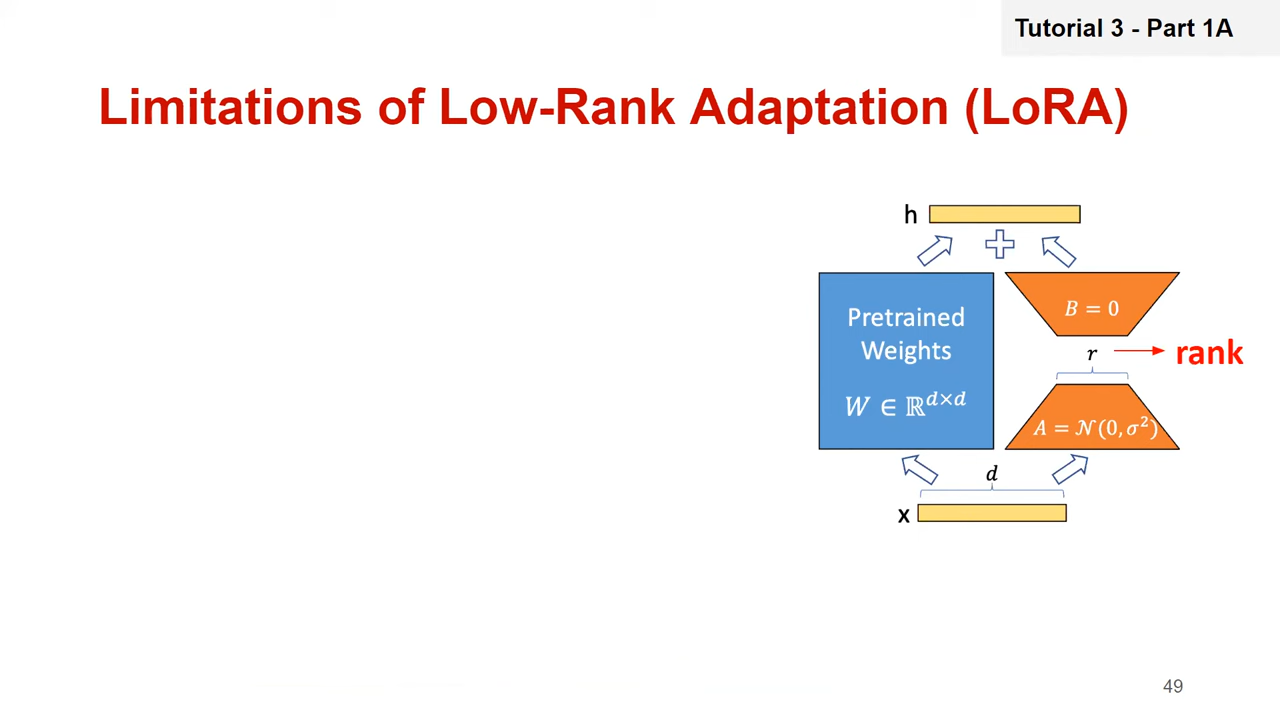 Tutorial 3 - Part 1A
Limitations of Low-Rank Adaptation (LoRA)
h
Pretrained
Weights
W ∈ ℝ^{d×d}
B = 0
r
rank
A = 𝒩(0, σ²)
d
x
49